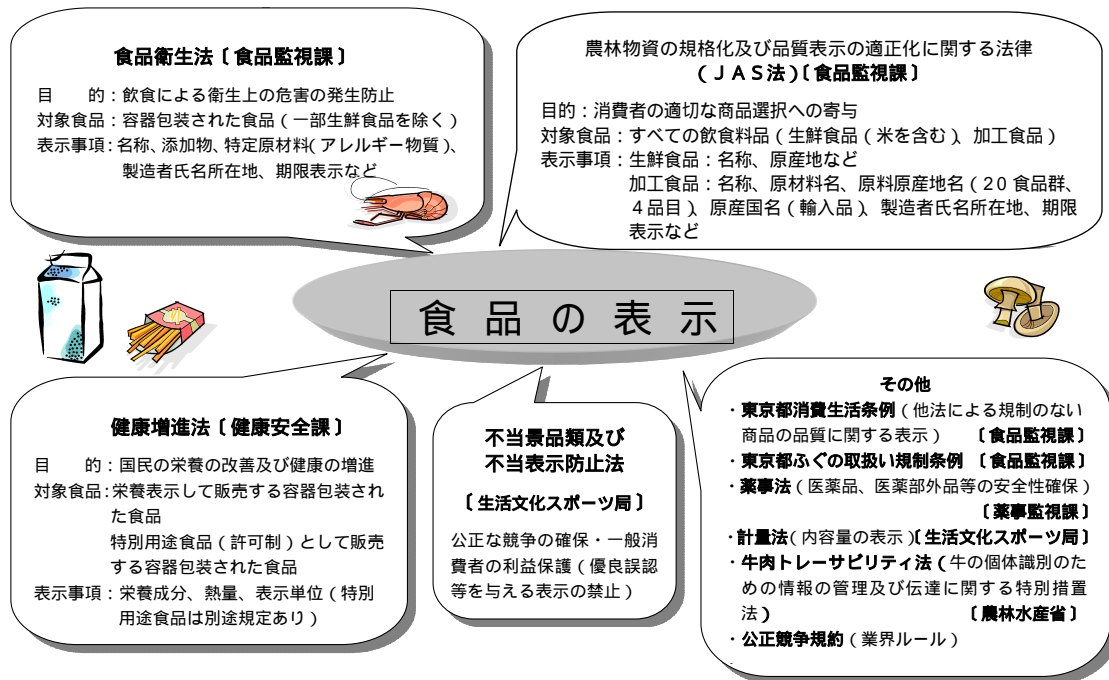 食品衛生法〔食品監視課〕
目　　的：飲食による衛生上の危害の発生防止
対象食品：容器包装された食品（一部生鮮食品を除く）
表示事項：名称、添加物、特定原材料（アレルギー物質）、
製造者氏名所在地、期限表示など
農林物資の規格化及び品質表示の適正化に関する法律
（ＪＡＳ法）〔食品監視課〕
目的：消費者の適切な商品選択への寄与
対象食品：すべての飲食料品（生鮮食品（米を含む）、加工食品）
表示事項：生鮮食品：名称、原産地など
加工食品：名称、原材料名、原料原産地名（20 食品群、
４品目）、原産国名（輸入品）、製造者氏名所在地、期限
表示など
食品の表示
健康増進法〔健康安全課〕
目　　的：国民の栄養の改善及び健康の増進
対象食品：栄養表示して販売する容器包装され
た食品
特別用途食品（許可制）として販売
する容器包装された食品
表示事項：栄養成分、熱量、表示単位（特別
用途食品は別途規定あり）
不当景品類及び
不当表示防止法
〔生活文化スポーツ局〕
公正な競争の確保・一般消
費者の利益保護（優良誤認
等を与える表示の禁止）
その他
・東京都消費生活条例（他法による規制のない
商品の品質に関する表示）　〔食品監視課〕
・東京都ふぐの取扱い規制条例　〔食品監視課〕
・薬事法（医薬品、医薬部外品等の安全性確保）
〔薬事監視課〕
・計量法（内容量の表示）〔生活文化スポーツ局〕
・牛肉トレーサビリティ法（牛の個体識別のた
めの情報の管理及び伝達に関する特別措置
法）　〔農林水産省〕
・公正競争規約（業界ルール）